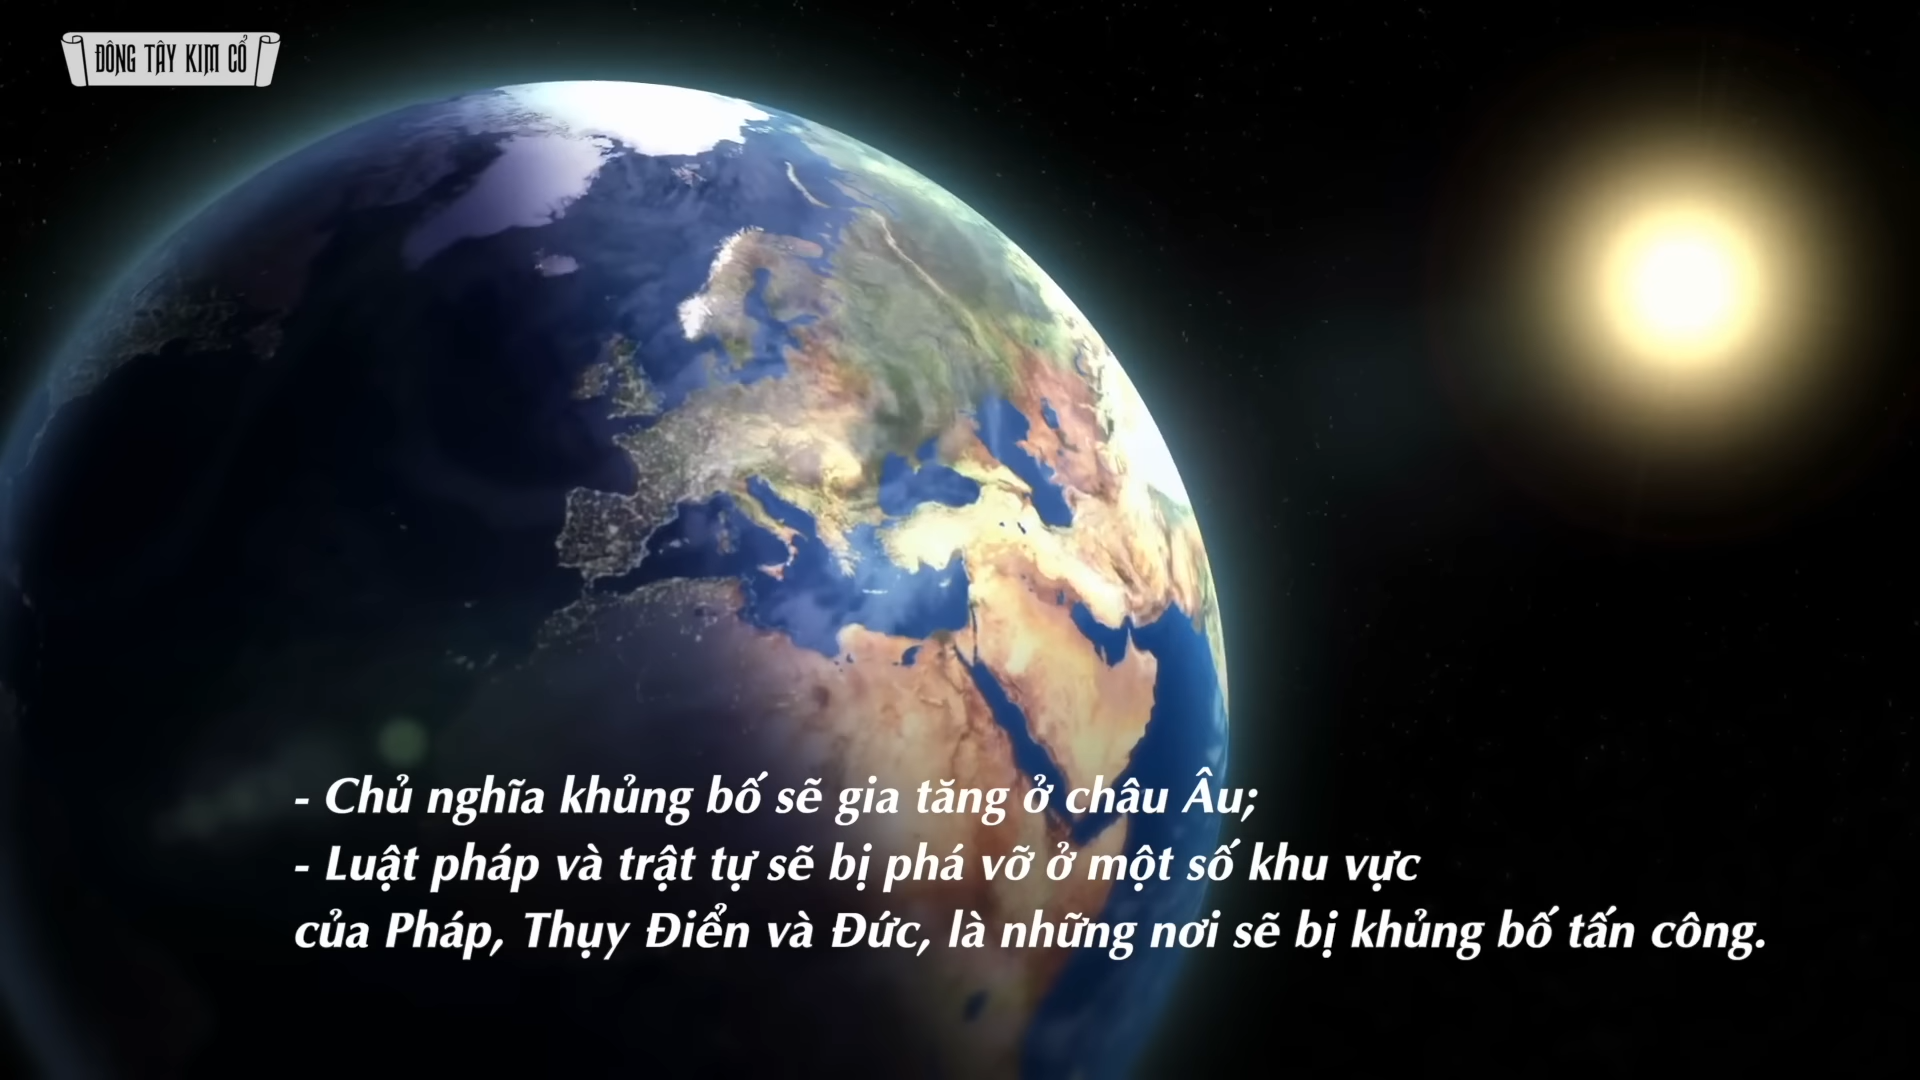 ĐÔNG TÂY KIM CỔ
- Chủ nghĩa khủng bố sẽ gia tăng ở châu Âu;
- Luật pháp và trật tự sẽ bị phá vỡ ở một số khu vực
của Pháp, Thụy Điển và Đức, là những nơi sẽ bị khủng bố tấn công.